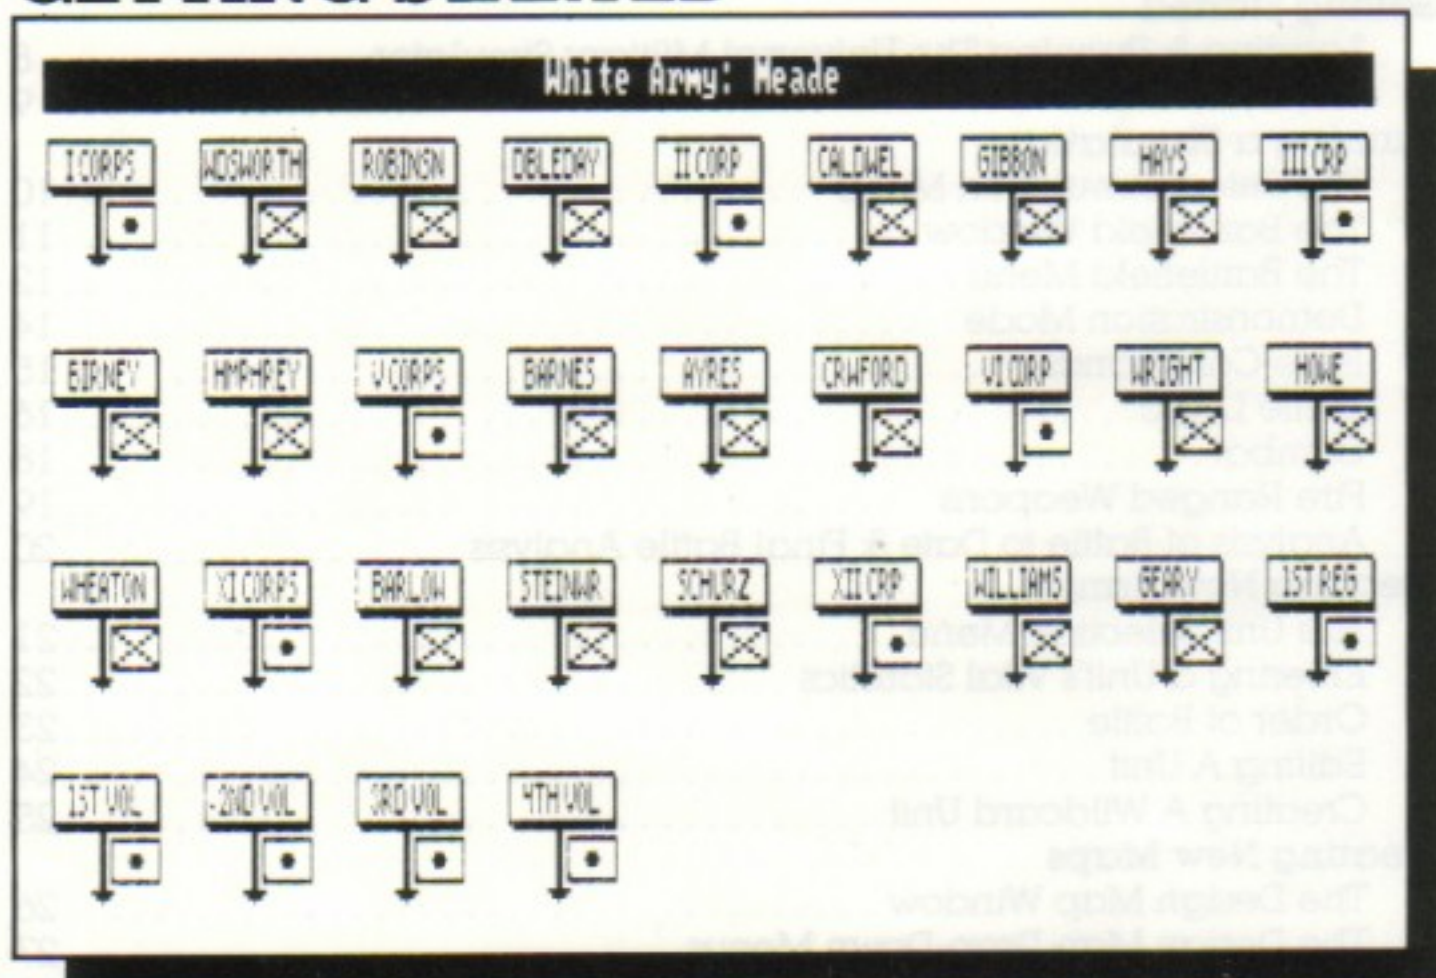 White Army: Meade
I CORPS WDSWORTH ROBINSN DBLEDAY II CORP CALDWEL GIBBON HAYS III CRP
BIRNEY HMPHREY V CORPS BARNES AYRES CRWFORD VI CORP WRIGHT HOWE
WHEATON XI CORPS BARLOW STEINWR SCHURZ XII CRP WILLIAMS GEARY 1ST REG
1ST VOL 2ND VOL 3RD VOL 4TH VOL